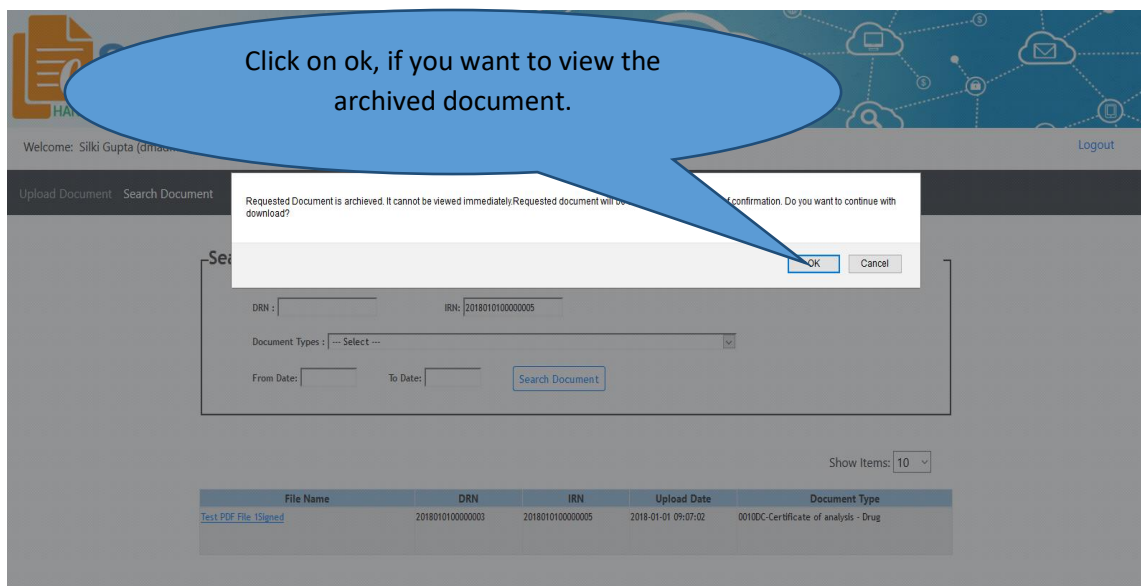 Click on ok, if you want to view the
archived document.
Welcome: Silki Gupta
Logout
Upload Document Search Document
Requested Document is archieved. It cannot be viewed immediately.Requested document will confirmation. Do you want to continue with
download?
OK Cancel
DRN : IRN: 2018010100000005
Document Types : --- Select ---
From Date: To Date: Search Document
Show Items: 10
File Name DRN IRN Upload Date Document Type
Test PDF File 1Signed 2018010100000003 2018010100000005 2018-01-01 09:07:02 0010DC-Certificate of analysis - Drug